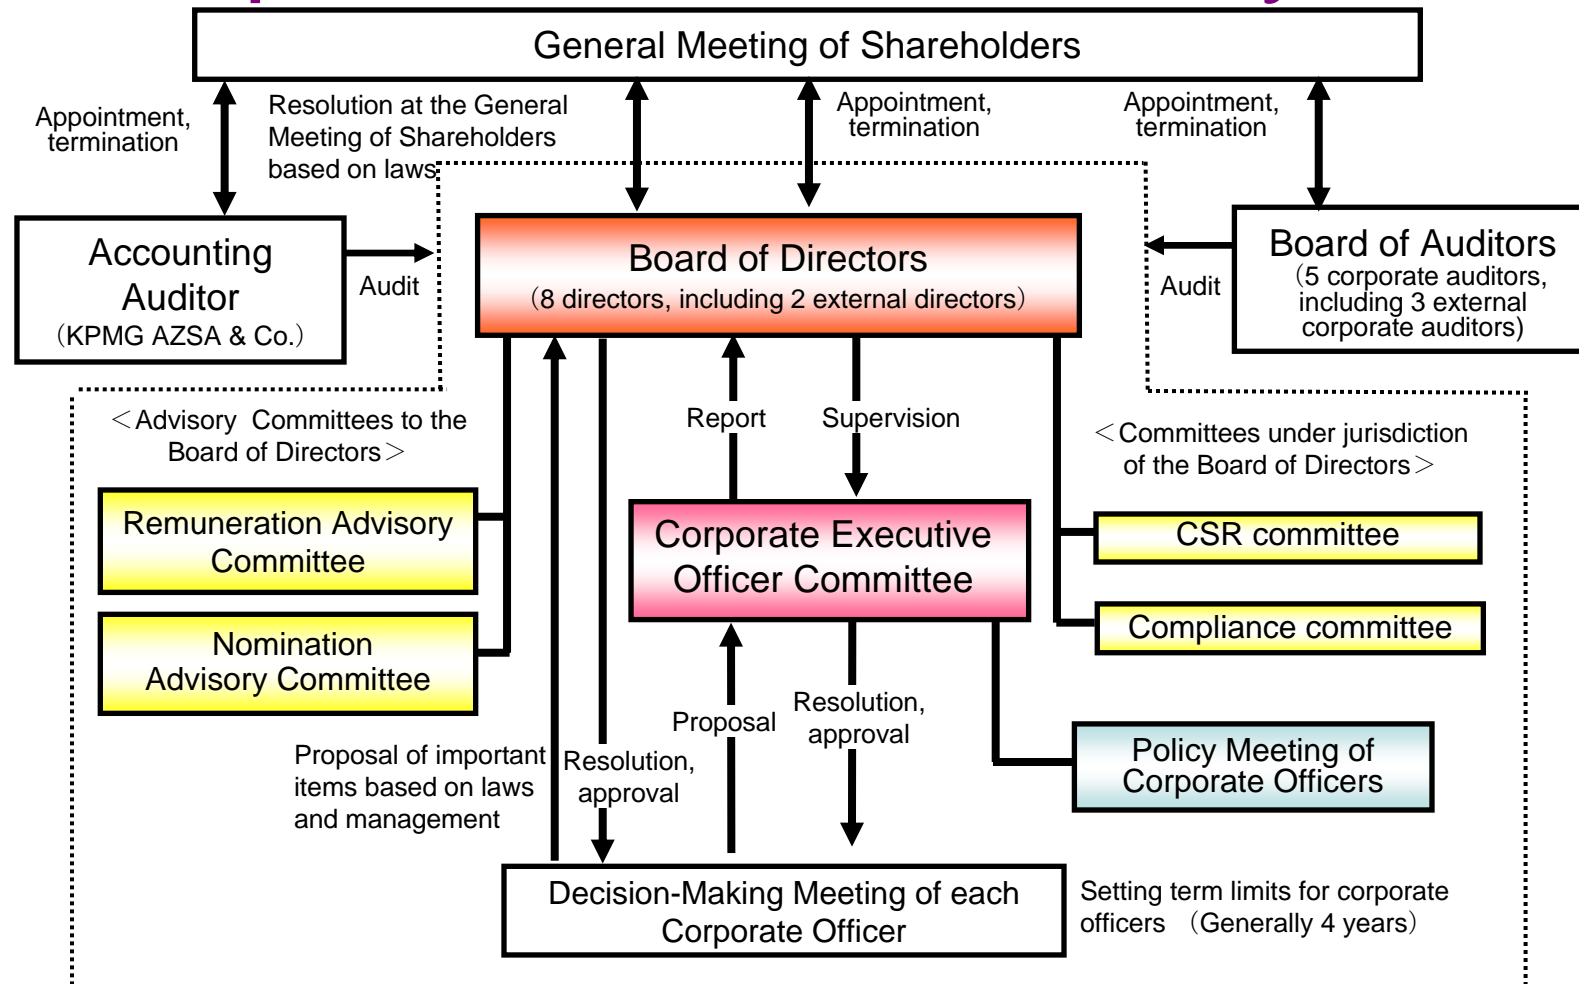 General Meeting of Shareholders
Appointment,
termination
Resolution at the General
Meeting of Shareholders
based on laws
Appointment,
termination
Appointment,
termination
Accounting
Auditor
（KPMG AZSA & Co.）
Audit
Board of Directors
（8 directors, including 2 external directors）
Audit
Board of Auditors
（5 corporate auditors,
including 3 external
corporate auditors)
＜Advisory Committees to the
Board of Directors＞
Report
Supervision
＜Committees under jurisdiction
of the Board of Directors＞
Remuneration Advisory
Committee
Corporate Executive
Officer Committee
CSR committee
Nomination
Advisory Committee
Compliance committee
Proposal of important
items based on laws
and management
Resolution,
approval
Proposal
Resolution,
approval
Policy Meeting of
Corporate Officers
Decision-Making Meeting of each
Corporate Officer
Setting term limits for corporate
officers （Generally 4 years）